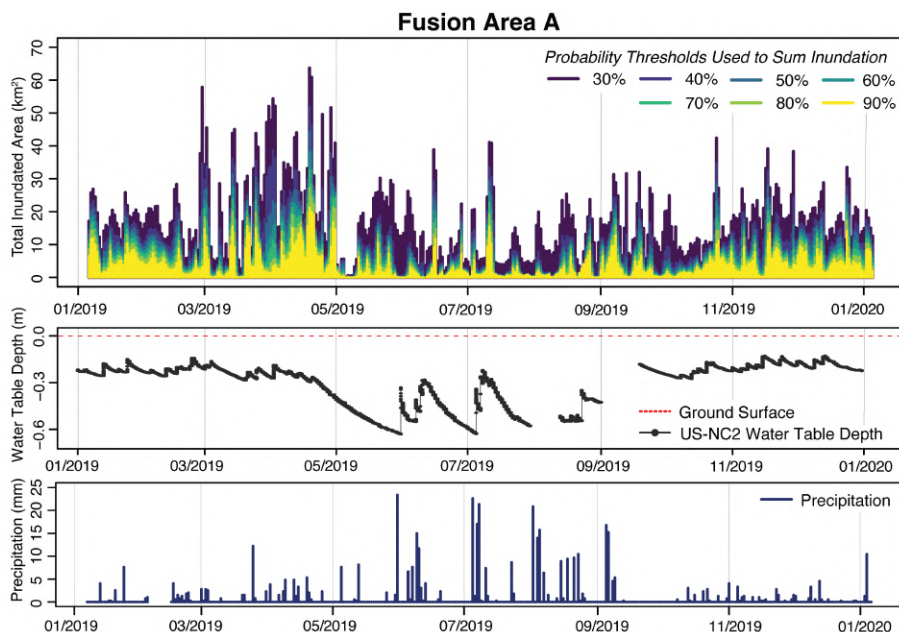 Fusion Area A
Total Inundated Area (km²)
70
60
50
40
30
20
10
0
Probability Thresholds Used to Sum Inundation
30% 40% 50% 60%
70% 80% 90%
01/2019 03/2019 05/2019 07/2019 09/2019 11/2019 01/2020
Water Table Depth (m)
0.0
−0.3
−0.6
Ground Surface
US-NC2 Water Table Depth
01/2019 03/2019 05/2019 07/2019 09/2019 11/2019 01/2020
Precipitation (mm)
25
20
15
10
5
0
Precipitation
01/2019 03/2019 05/2019 07/2019 09/2019 11/2019 01/2020